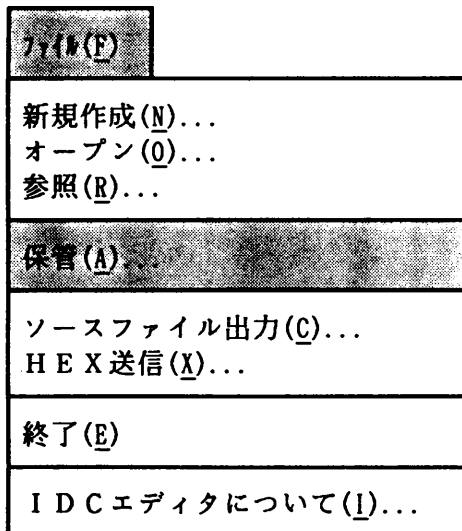 ファイル(F)
新規作成(N)...
オープン(O)...
参照(R)...
保管(A)...
ソースファイル出力(C)...
ＨＥＸ送信(X)...
終了(E)
ＩＤＣエディタについて(I)...